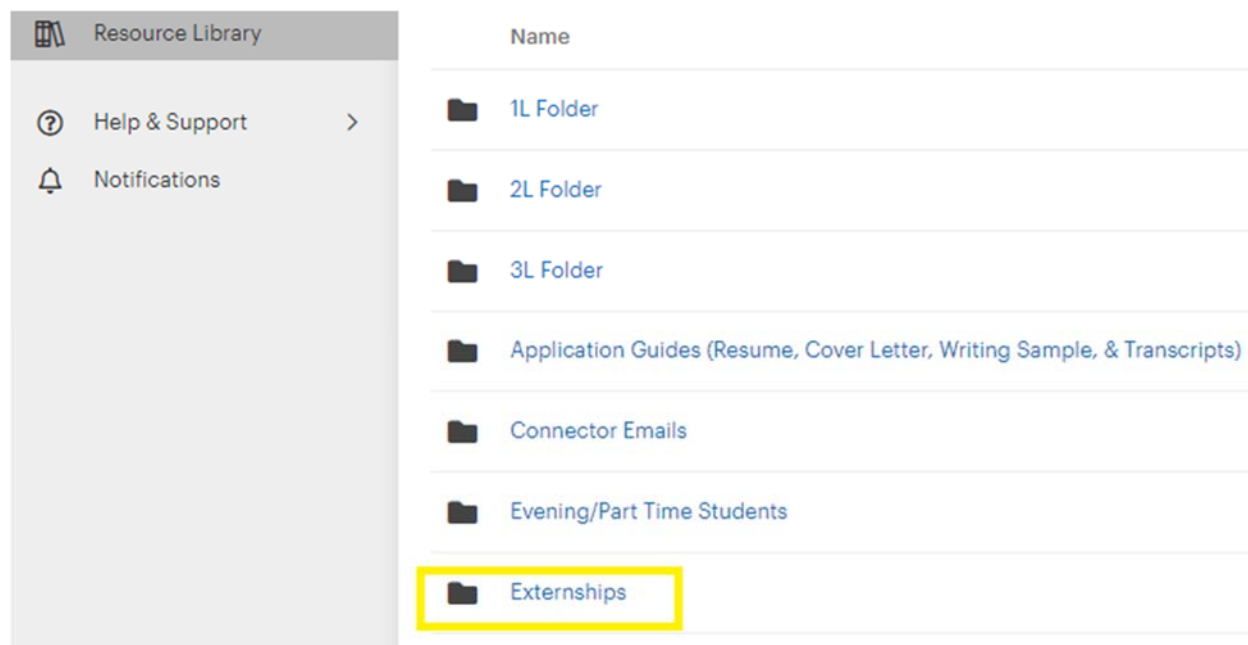 Resource Library
Help & Support
Notifications
Name
1L Folder
2L Folder
3L Folder
Application Guides (Resume, Cover Letter, Writing Sample, & Transcripts)
Connector Emails
Evening/Part Time Students
Externships